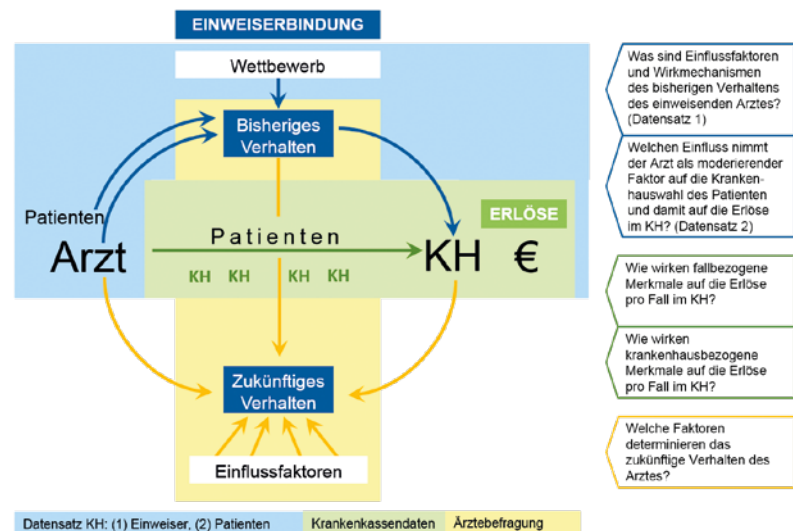 EINWEISERBINDUNG
Wettbewerb
Bisheriges
Verhalten
Patienten
Arzt
Patienten
KH KH KH KH
ERLÖSE
KH €
Zukünftiges
Verhalten
Einflussfaktoren
Was sind Einflussfaktoren
und Wirkmechanismen
des bisherigen Verhaltens
des einweisenden Arztes?
(Datensatz 1)
Welchen Einfluss nimmt
der Arzt als moderierender
Faktor auf die Kranken-
hauswahl des Patienten
und damit auf die Erlöse
im KH? (Datensatz 2)
Wie wirken fallbezogene
Merkmale auf die Erlöse
pro Fall im KH?
Wie wirken
krankenhausbezogene
Merkmale auf die Erlöse
pro Fall im KH?
Welche Faktoren
determinieren das
zukünftige Verhalten des
Arztes?
Datensatz KH: (1) Einweiser, (2) Patienten Krankenkassendaten Ärztebefragung